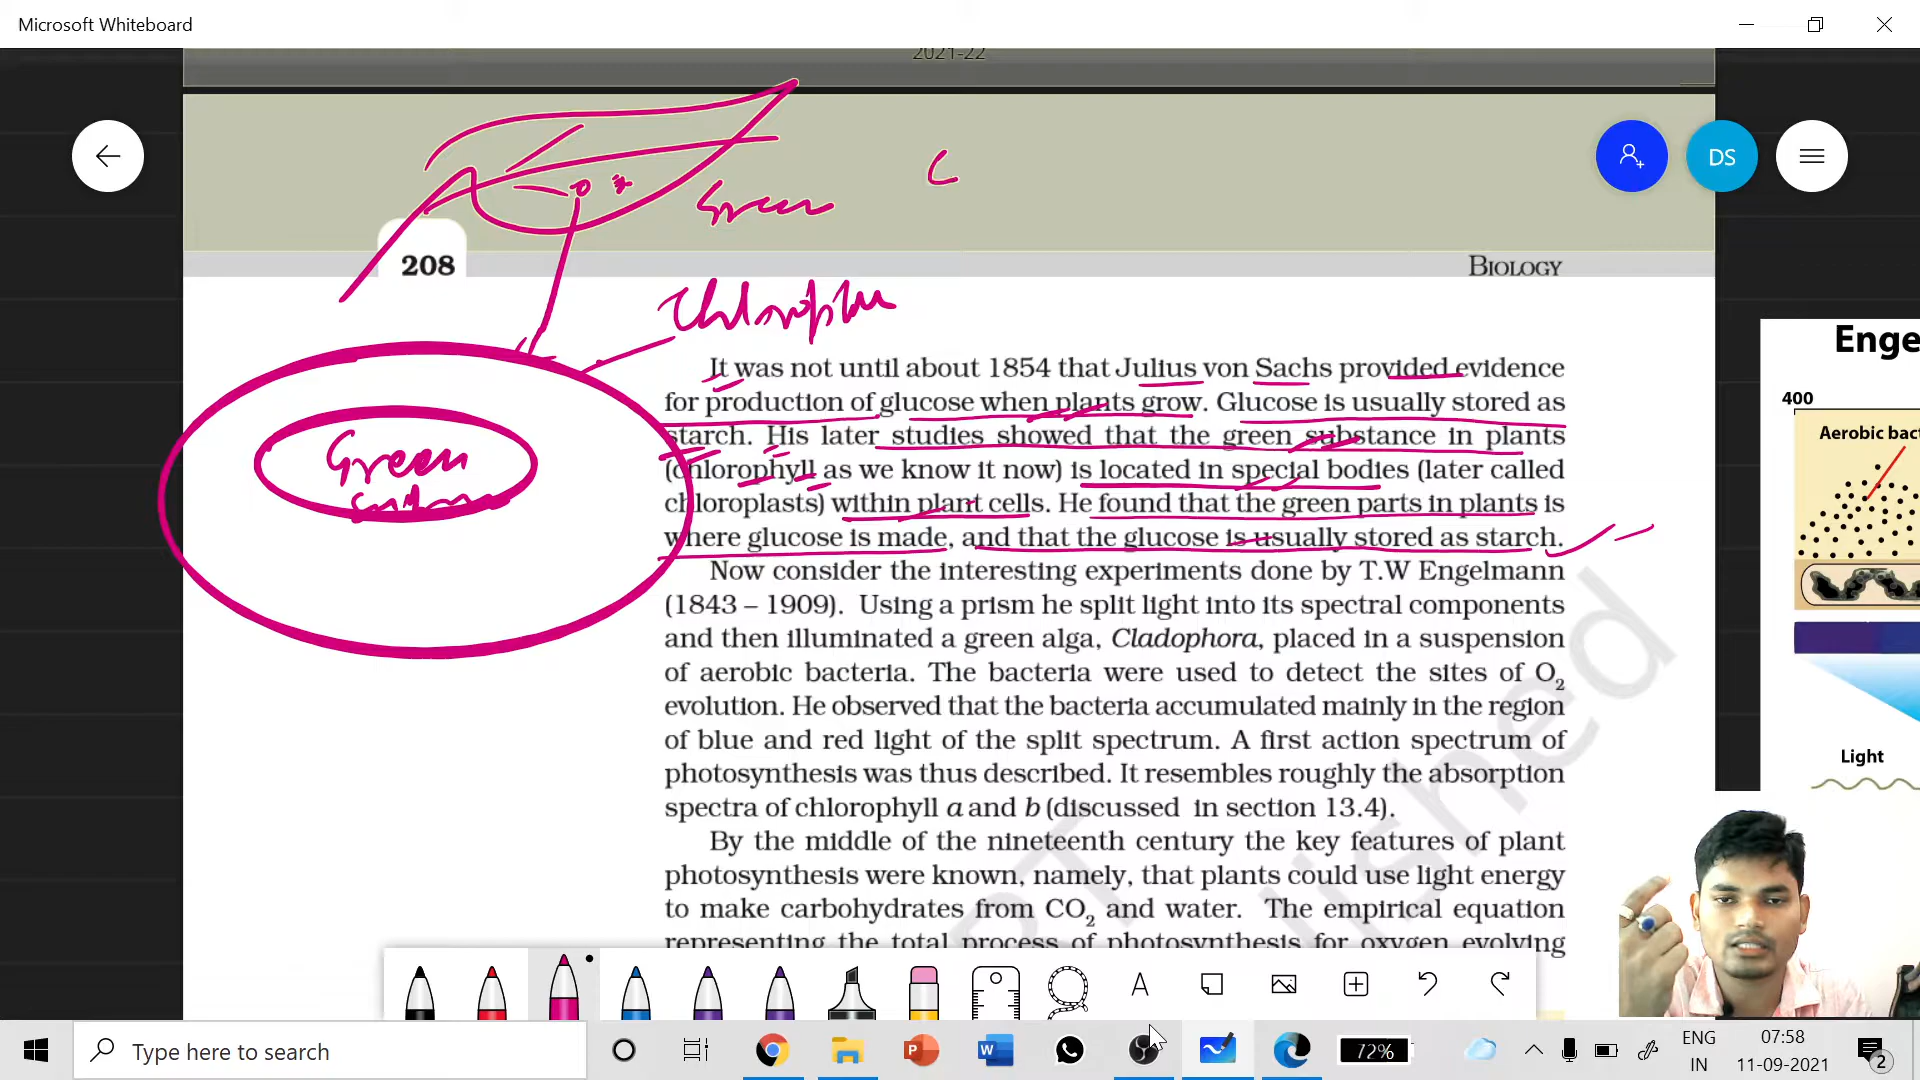 Microsoft Whiteboard
2021-22
Green
208
BIOLOGY
DS
It was not until about 1854 that Julius von Sachs provided evidence
for production of glucose when plants grow. Glucose is usually stored as
starch. His later studies showed that the green substance in plants
(chlorophyll as we know it now) is located in special bodies (later called
chloroplasts) within plant cells. He found that the green parts in plants is
where glucose is made, and that the glucose is usually stored as starch.
Green
Now consider the interesting experiments done by T.W Engelmann
(1843 – 1909). Using a prism he split light into its spectral components
and then illuminated a green alga, Cladophora, placed in a suspension
of aerobic bacteria. The bacteria were used to detect the sites of O2
evolution. He observed that the bacteria accumulated mainly in the region
of blue and red light of the split spectrum. A first action spectrum of
photosynthesis was thus described. It resembles roughly the absorption
spectra of chlorophyll a and b (discussed in section 13.4).
By the middle of the nineteenth century the key features of plant
photosynthesis were known, namely, that plants could use light energy
to make carbohydrates from CO2 and water. The empirical equation
representing the total process of photosynthesis for oxygen evolving
Enge
400
Aerobic bact
Light
Type here to search
72%
ENG
IN
07:58
11-09-2021
2